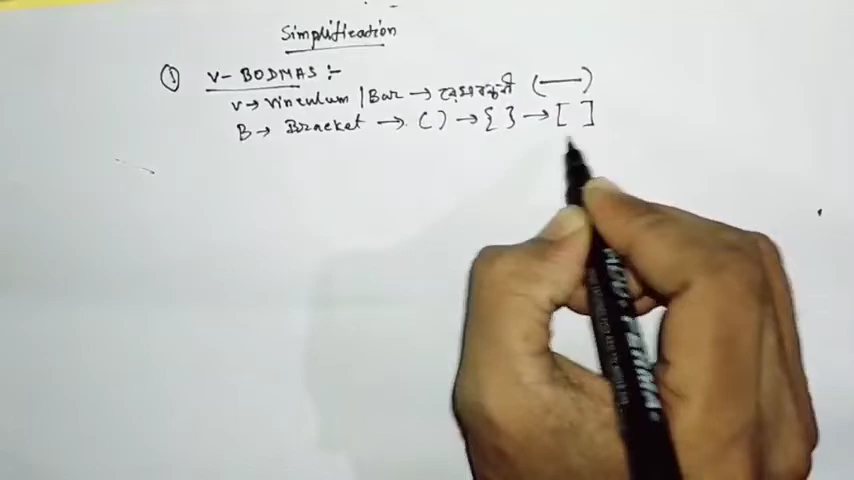 Simplification
① V-BODMAS :-
V → Vinculum / Bar → রেখাবন্ধনী (—)
B → Bracket → ( ) → { } → [ ]